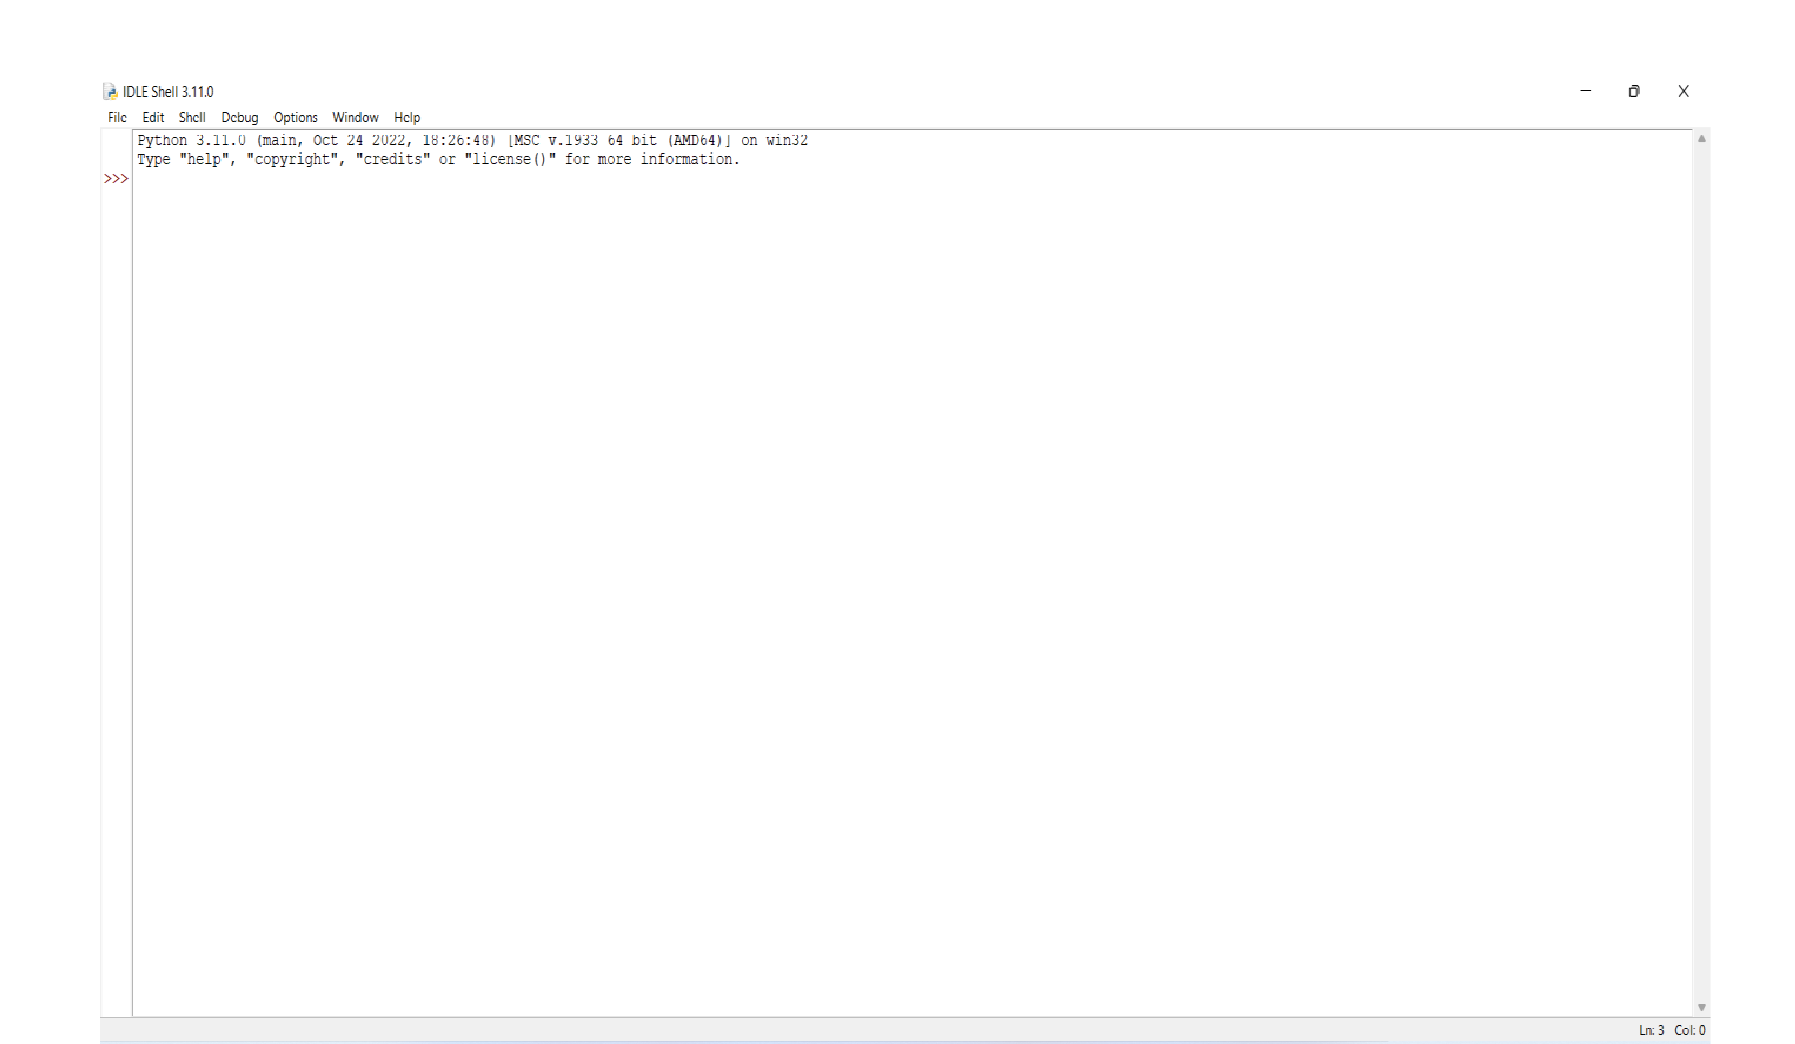 IDLE Shell 3.11.0
File Edit Shell Debug Options Window Help
Python 3.11.0 (main, Oct 24 2022, 18:26:48) [MSC v.1933 64 bit (AMD64)] on win32
Type "help", "copyright", "credits" or "license()" for more information.
>>>
Ln: 3 Col: 0